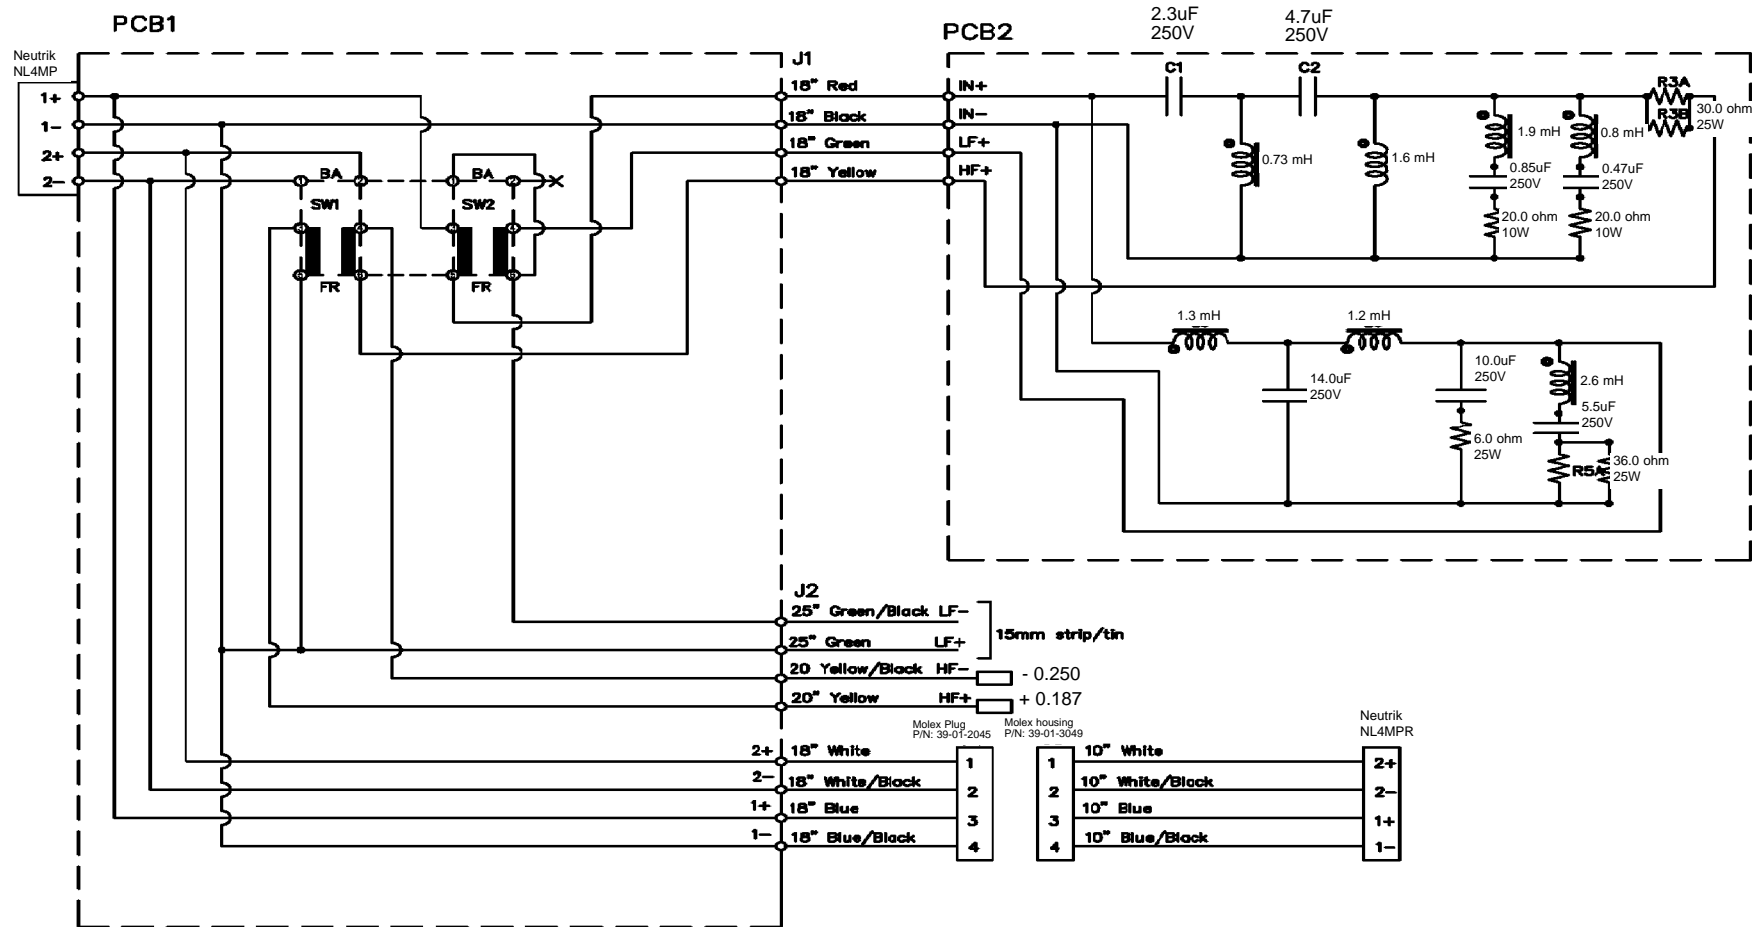 PCB1
Neutrik
NL4MP
1+
1-
2+
2-
BA
SW1
FR
BA
SW2
FR
J1
18" Red
18" Black
18" Green
18" Yellow
PCB2
IN+
IN-
LF+
HF+
2.3uF
250V
C1
4.7uF
250V
C2
0.73 mH
1.6 mH
1.9 mH
0.85uF
250V
20.0 ohm
10W
0.8 mH
0.47uF
250V
20.0 ohm
10W
R3A
R3B
30.0 ohm
25W
1.3 mH
1.2 mH
14.0uF
250V
10.0uF
250V
6.0 ohm
25W
2.6 mH
5.5uF
250V
R5A
36.0 ohm
25W
J2
25" Green/Black LF-
25" Green LF+
15mm strip/tin
20 Yellow/Black HF-
- 0.250
20" Yellow HF+
+ 0.187
Molex Plug
P/N: 39-01-2045
Molex housing
P/N: 39-01-3049
Neutrik
NL4MPR
2+ 18" White 1
2- 18" White/Black 2
1+ 18" Blue 3
1- 18" Blue/Black 4
1 10" White 2+
2 10" White/Black 2-
3 10" Blue 1+
4 10" Blue/Black 1-